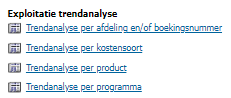 Exploitatie trendanalyse
Trendanalyse per afdeling en/of boekingsnummer
Trendanalyse per kostensoort
Trendanalyse per product
Trendanalyse per programma